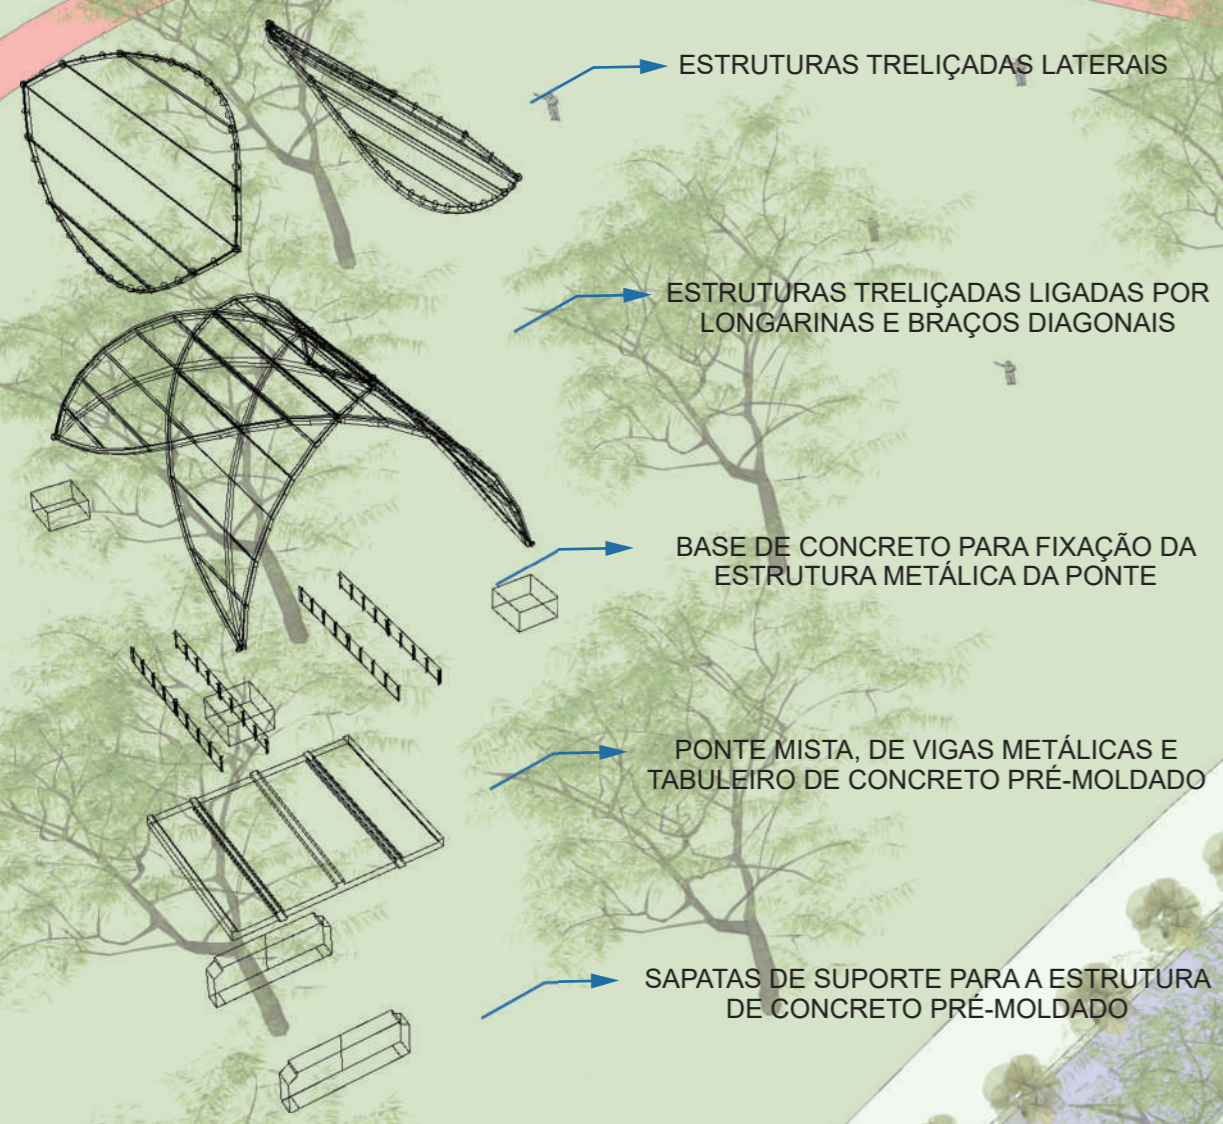 ESTRUTURAS TRELIÇADAS LATERAIS
ESTRUTURAS TRELIÇADAS LIGADAS POR
LONGARINAS E BRAÇOS DIAGONAIS
BASE DE CONCRETO PARA FIXAÇÃO DA
ESTRUTURA METÁLICA DA PONTE
PONTE MISTA, DE VIGAS METÁLICAS E
TABULEIRO DE CONCRETO PRÉ-MOLDADO
SAPATAS DE SUPORTE PARA A ESTRUTURA
DE CONCRETO PRÉ-MOLDADO